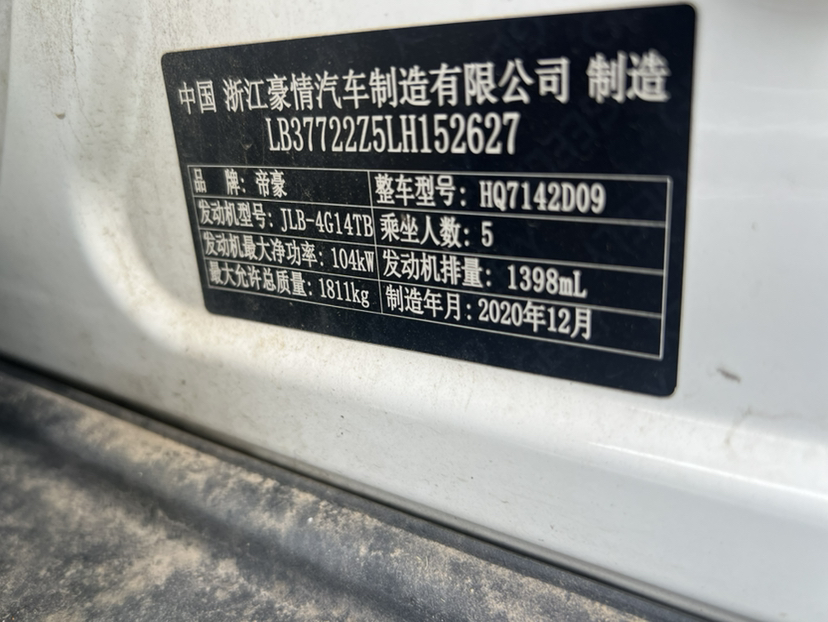 中国 浙江豪情汽车制造有限公司 制造
LB37722Z5LH152627
品 牌：帝豪 整车型号：HQ7142D09
发动机型号：JLB-4G14TB 乘坐人数：5
发动机最大净功率：104kW 发动机排量：1398mL
最大允许总质量：1811kg 制造年月：2020年12月